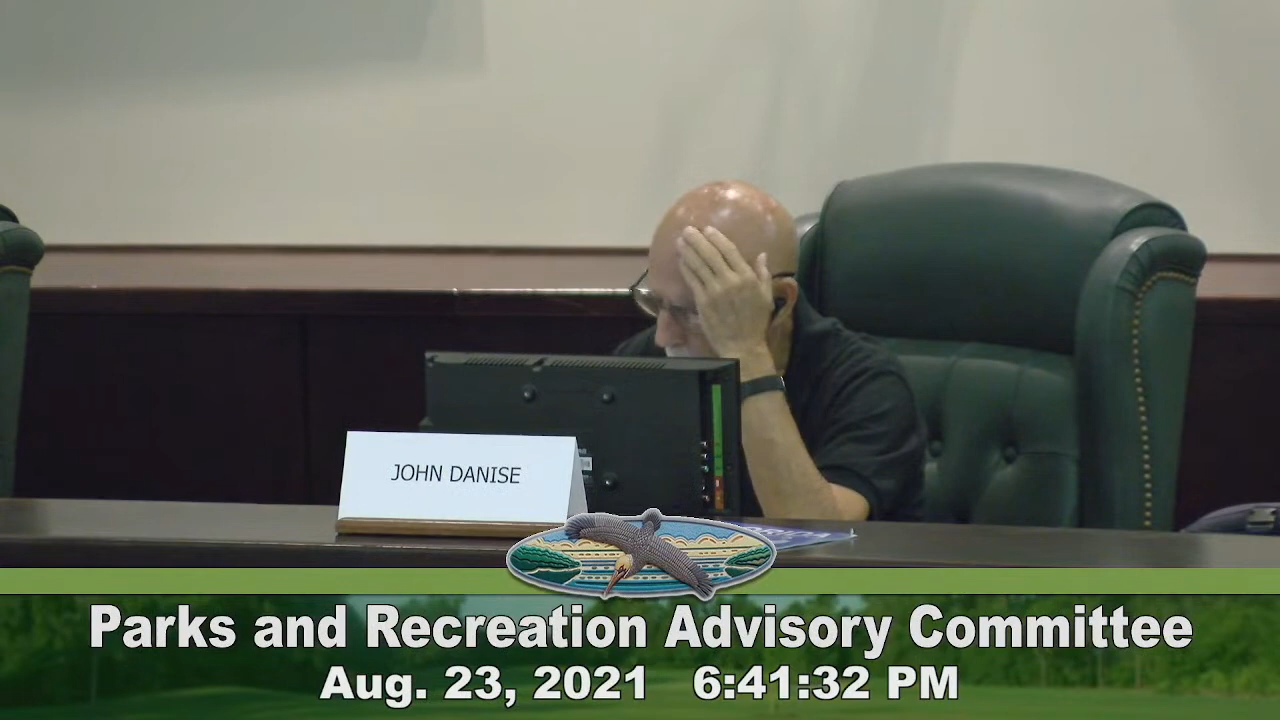 JOHN DANISE
Parks and Recreation Advisory Committee
Aug. 23, 2021 6:41:32 PM